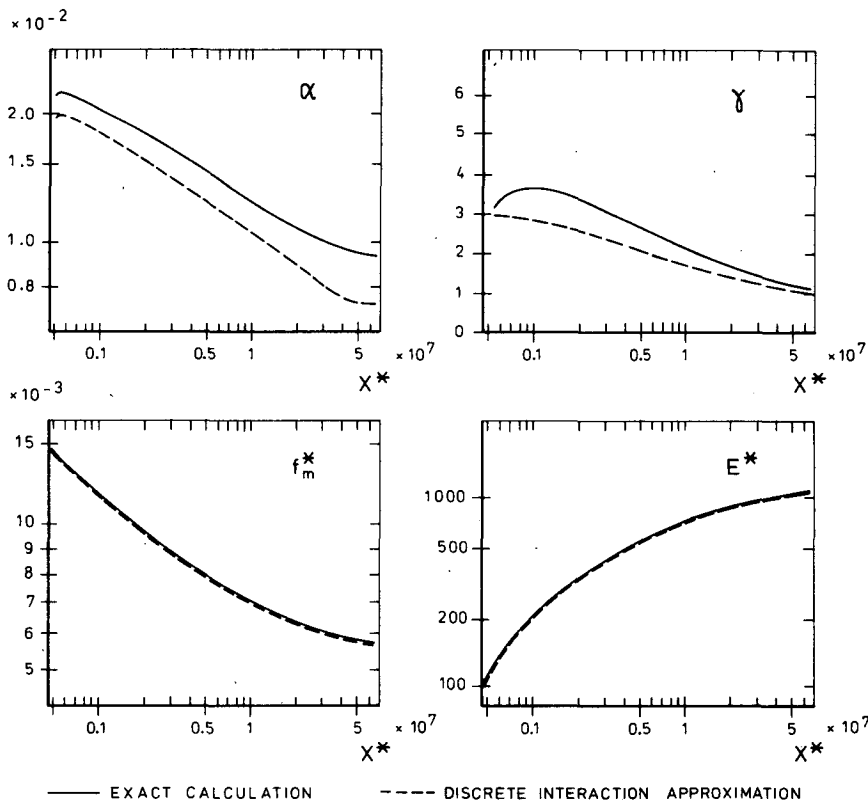 × 10⁻²
α
2.0
1.5
1.0
0.8
0.1 0.5 1 5 × 10⁷
X*
γ
6
5
4
3
2
1
0
0.1 0.5 1 5 × 10⁷
X*
× 10⁻³
fₘ*
15
10
9
8
7
6
5
0.1 0.5 1 5 × 10⁷
X*
E*
1000
500
200
100
0.1 0.5 1 5 × 10⁷
X*
EXACT CALCULATION
DISCRETE INTERACTION APPROXIMATION